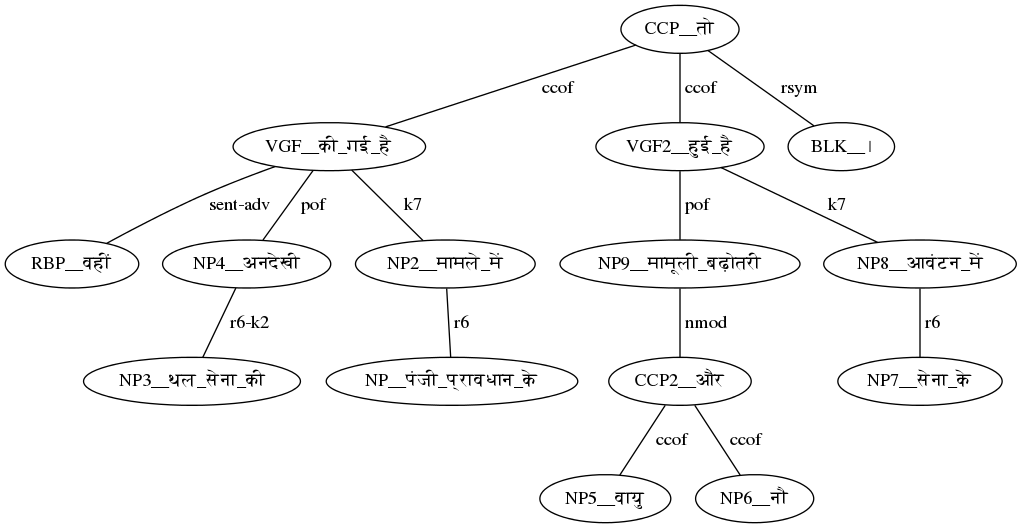 CCP__तो
ccof ccof rsym
VGF__की_गई_है VGF2__हुई_है BLK__।
sent-adv pof k7 pof k7
RBP__वहीं NP4__अनदेखी NP2__मामले_में NP9__मामूली_बढ़ोतरी NP8__आवंटन_में
r6-k2 r6 nmod r6
NP3__थल_सेना_की NP__पंजी_प्रावधान_के CCP2__और NP7__सेना_के
ccof ccof
NP5__वायु NP6__नौ